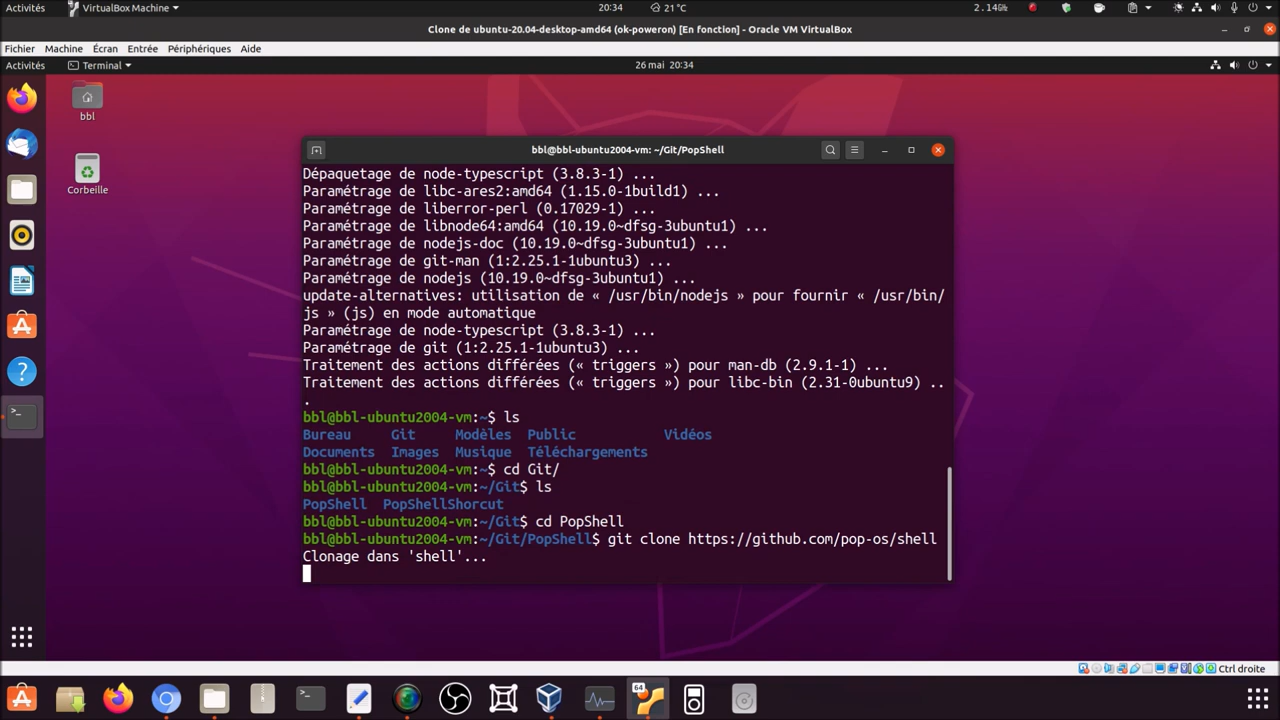 Activités VirtualBox Machine 20:34 21 °C 2.14
Clone de ubuntu-20.04-desktop-amd64 (ok-poweron) [En fonction] - Oracle VM VirtualBox
Fichier Machine Écran Entrée Périphériques Aide
Activités Terminal 26 mai 20:34
bbl
Corbeille
bbl@bbl-ubuntu2004-vm: ~/Git/PopShell
Dépaquetage de node-typescript (3.8.3-1) ...
Paramétrage de libc-ares2:amd64 (1.15.0-1build1) ...
Paramétrage de liberror-perl (0.17029-1) ...
Paramétrage de libnode64:amd64 (10.19.0~dfsg-3ubuntu1) ...
Paramétrage de nodejs-doc (10.19.0~dfsg-3ubuntu1) ...
Paramétrage de git-man (1:2.25.1-1ubuntu3) ...
Paramétrage de nodejs (10.19.0~dfsg-3ubuntu1) ...
update-alternatives: utilisation de « /usr/bin/nodejs » pour fournir « /usr/bin/
js » (js) en mode automatique
Paramétrage de node-typescript (3.8.3-1) ...
Paramétrage de git (1:2.25.1-1ubuntu3) ...
Traitement des actions différées (« triggers ») pour man-db (2.9.1-1) ...
Traitement des actions différées (« triggers ») pour libc-bin (2.31-0ubuntu9) ..
.
bbl@bbl-ubuntu2004-vm:~$ ls
Bureau Git Modèles Public Vidéos
Documents Images Musique Téléchargements
bbl@bbl-ubuntu2004-vm:~$ cd Git/
bbl@bbl-ubuntu2004-vm:~/Git$ ls
PopShell PopShellShorcut
bbl@bbl-ubuntu2004-vm:~/Git$ cd PopShell
bbl@bbl-ubuntu2004-vm:~/Git/PopShell$ git clone https://github.com/pop-os/shell
Clonage dans 'shell'...
Ctrl droite
64